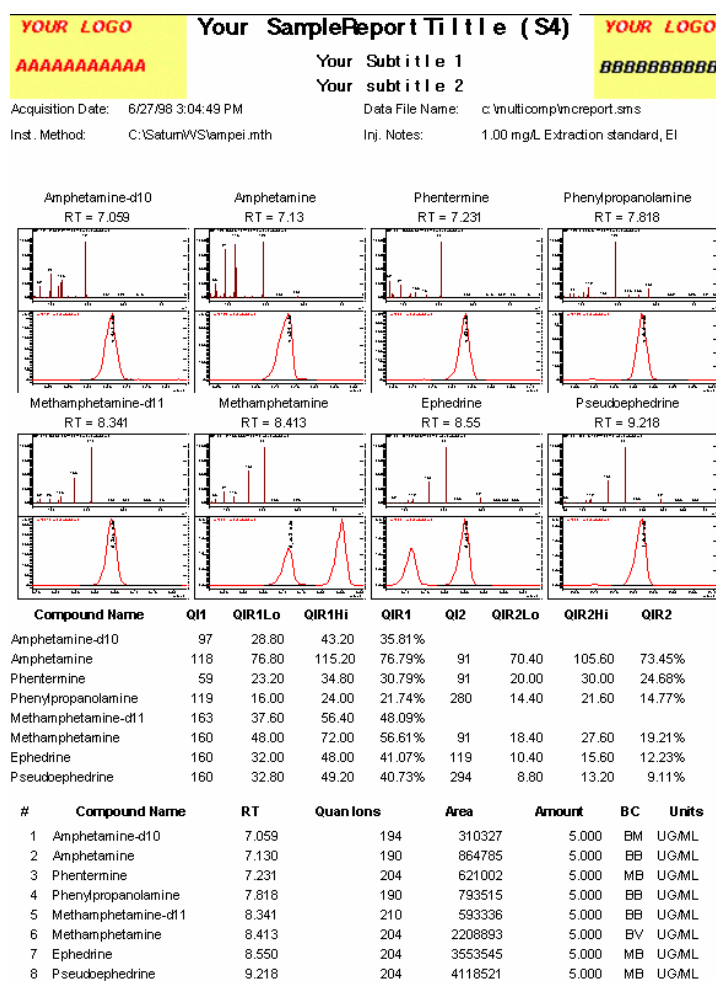 YOUR LOGO
AAAAAAAAAAA
Your SampleReport Tiltle (S4)
Your Subtitle 1
Your subtitle 2
YOUR LOGO
BBBBBBBBBB
Acquisition Date: 6/27/98 3:04:49 PM Data File Name: c:\multicomp\mcreport.sms
Inst. Method: C:\SaturnWS\ampei.mth Inj. Notes: 1.00 mg/L Extraction standard, EI
Amphetamine-d10 Amphetamine Phentermine Phenylpropanolamine
RT = 7.059 RT = 7.13 RT = 7.231 RT = 7.818
Methamphetamine-d11 Methamphetamine Ephedrine Pseudoephedrine
RT = 8.341 RT = 8.413 RT = 8.55 RT = 9.218
Compound Name QI1 QIR1Lo QIR1Hi QIR1 QI2 QIR2Lo QIR2Hi QIR2
Amphetamine-d10 97 28.80 43.20 35.81%
Amphetamine 118 76.80 115.20 76.79% 91 70.40 105.60 73.45%
Phentermine 59 23.20 34.80 30.79% 91 20.00 30.00 24.68%
Phenylpropanolamine 119 16.00 24.00 21.74% 280 14.40 21.60 14.77%
Methamphetamine-d11 163 37.60 56.40 48.09%
Methamphetamine 160 48.00 72.00 56.61% 91 18.40 27.60 19.21%
Ephedrine 160 32.00 48.00 41.07% 119 10.40 15.60 12.23%
Pseudoephedrine 160 32.80 49.20 40.73% 294 8.80 13.20 9.11%
# Compound Name RT Quan Ions Area Amount BC Units
1 Amphetamine-d10 7.059 194 310327 5.000 BM UG/ML
2 Amphetamine 7.130 190 864785 5.000 BB UG/ML
3 Phentermine 7.231 204 621002 5.000 MB UG/ML
4 Phenylpropanolamine 7.818 190 793515 5.000 BB UG/ML
5 Methamphetamine-d11 8.341 210 593336 5.000 BB UG/ML
6 Methamphetamine 8.413 204 2208893 5.000 BV UG/ML
7 Ephedrine 8.550 204 3553545 5.000 MB UG/ML
8 Pseudoephedrine 9.218 204 4118521 5.000 MB UG/ML